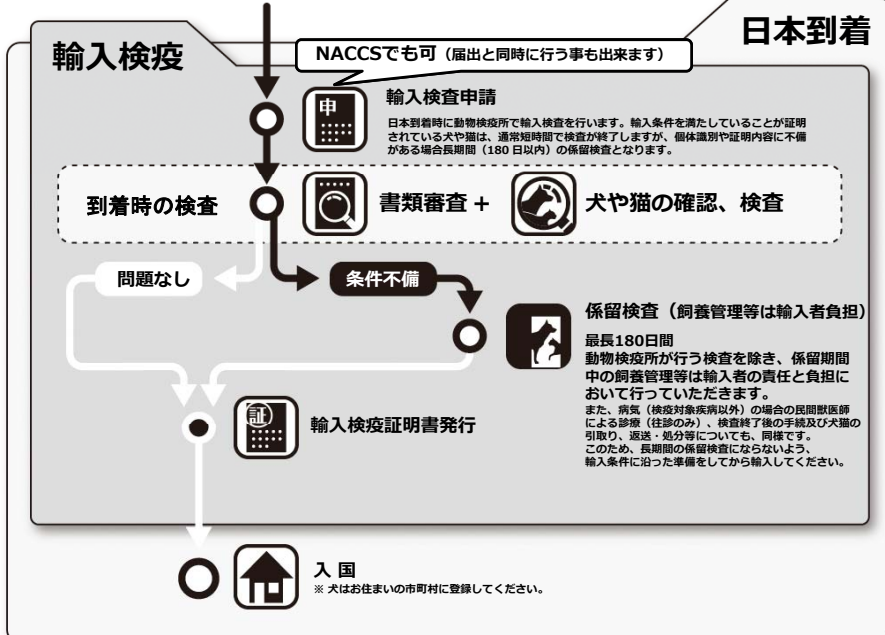 日本到着
輸入検疫
NACCSでも可（届出と同時に行う事も出来ます）
申
輸入検査申請
日本到着時に動物検疫所で輸入検査を行います。輸入条件を満たしていることが証明
されている犬や猫は、通常短時間で検査が終了しますが、個体識別や証明内容に不備
がある場合長期間（180 日以内）の係留検査となります。
到着時の検査
書類審査 +
犬や猫の確認、検査
問題なし
条件不備
係留検査（飼養管理等は輸入者負担）
最長180日間
動物検疫所が行う検査を除き、係留期間
中の飼養管理等は輸入者の責任と負担に
おいて行っていただきます。
また、病気（検疫対象疾病以外）の場合の民間獣医師
による診療（往診のみ）、検査終了後の手続及び犬猫の
引取り、返送・処分等についても、同様です。
このため、長期間の係留検査にならないよう、
輸入条件に沿った準備をしてから輸入してください。
証
輸入検疫証明書発行
入 国
※ 犬はお住まいの市町村に登録してください。